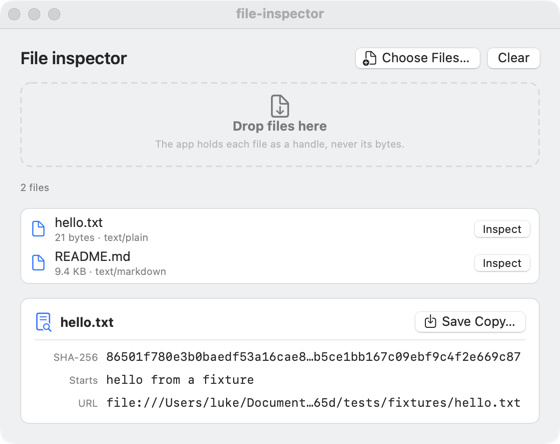 file-inspector
File inspector
Choose Files...
Clear
Drop files here
The app holds each file as a handle, never its bytes.
2 files
hello.txt
21 bytes · text/plain
Inspect
README.md
9.4 KB · text/markdown
Inspect
hello.txt
Save Copy...
SHA-256 86501f780e3b0baedf53a16cae8…b5ce1bb167c09ebf9c4f2e669c87
Starts hello from a fixture
URL file:///Users/luke/Document…65d/tests/fixtures/hello.txt